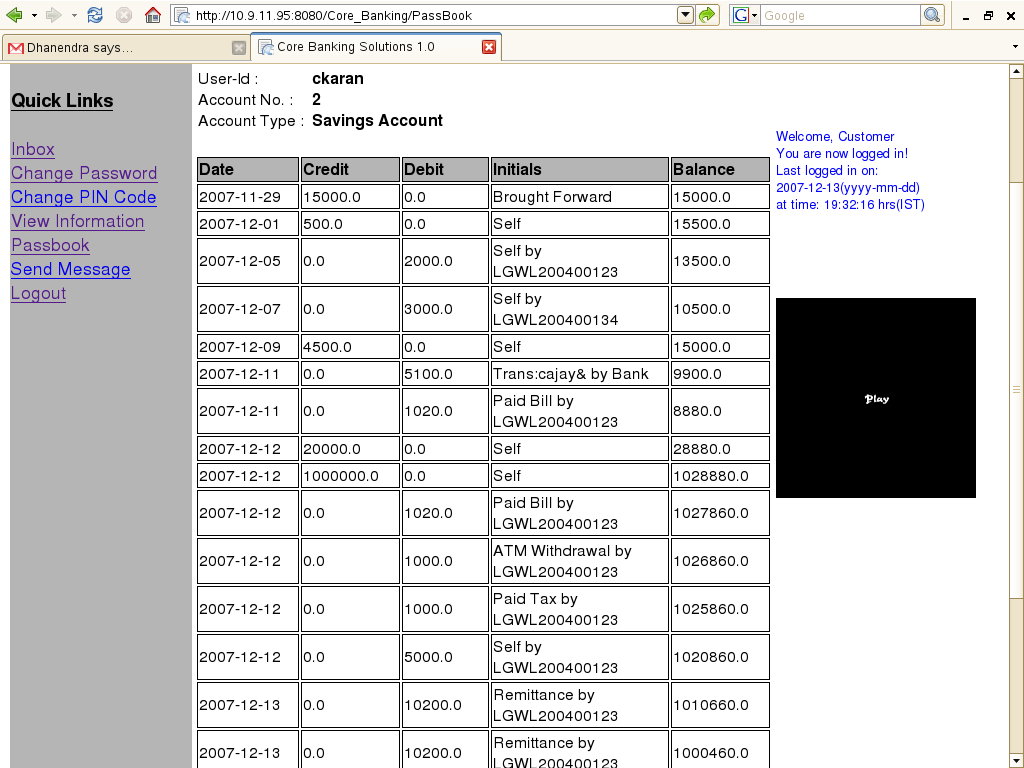 http://10.9.11.95:8080/Core_Banking/PassBook
Google
Dhanendra says...
Core Banking Solutions 1.0
Quick Links
Inbox
Change Password
Change PIN Code
View Information
Passbook
Send Message
Logout
User-Id : ckaran
Account No. : 2
Account Type : Savings Account
Date Credit Debit Initials Balance
2007-11-29 15000.0 0.0 Brought Forward 15000.0
2007-12-01 500.0 0.0 Self 15500.0
2007-12-05 0.0 2000.0 Self by
LGWL200400123 13500.0
2007-12-07 0.0 3000.0 Self by
LGWL200400134 10500.0
2007-12-09 4500.0 0.0 Self 15000.0
2007-12-11 0.0 5100.0 Trans:cajay& by Bank 9900.0
2007-12-11 0.0 1020.0 Paid Bill by
LGWL200400123 8880.0
2007-12-12 20000.0 0.0 Self 28880.0
2007-12-12 1000000.0 0.0 Self 1028880.0
2007-12-12 0.0 1020.0 Paid Bill by
LGWL200400123 1027860.0
2007-12-12 0.0 1000.0 ATM Withdrawal by
LGWL200400123 1026860.0
2007-12-12 0.0 1000.0 Paid Tax by
LGWL200400123 1025860.0
2007-12-12 0.0 5000.0 Self by
LGWL200400123 1020860.0
2007-12-13 0.0 10200.0 Remittance by
LGWL200400123 1010660.0
2007-12-13 0.0 10200.0 Remittance by
LGWL200400123 1000460.0
Welcome, Customer
You are now logged in!
Last logged in on:
2007-12-13(yyyy-mm-dd)
at time: 19:32:16 hrs(IST)
Play